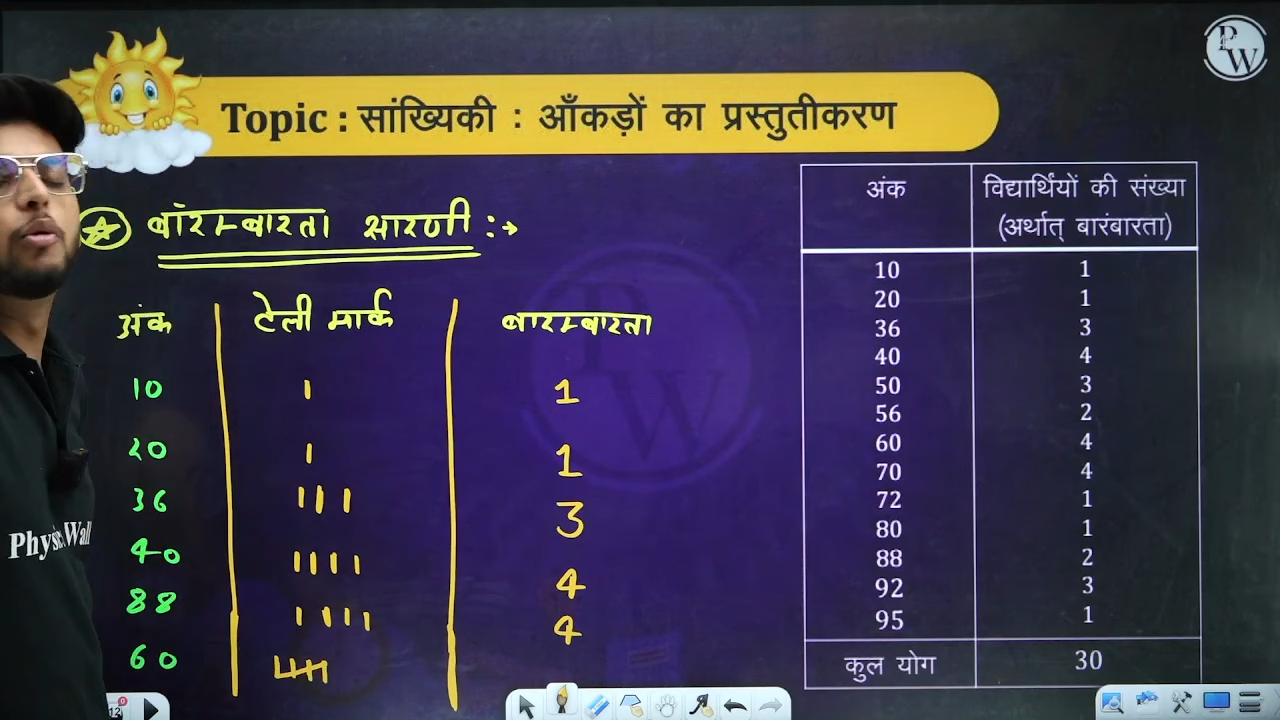 PW
Topic : सांख्यिकी : आँकड़ों का प्रस्तुतीकरण
बारम्बारता सारणी :→
अंक टेली मार्क बारम्बारता
10 | 1
20 | 1
36 ||| 3
40 |||| 4
88 |||| 4
60
अंक विद्यार्थियों की संख्या
(अर्थात् बारंबारता)
10 1
20 1
36 3
40 4
50 3
56 2
60 4
70 4
72 1
80 1
88 2
92 3
95 1
कुल योग 30
PW